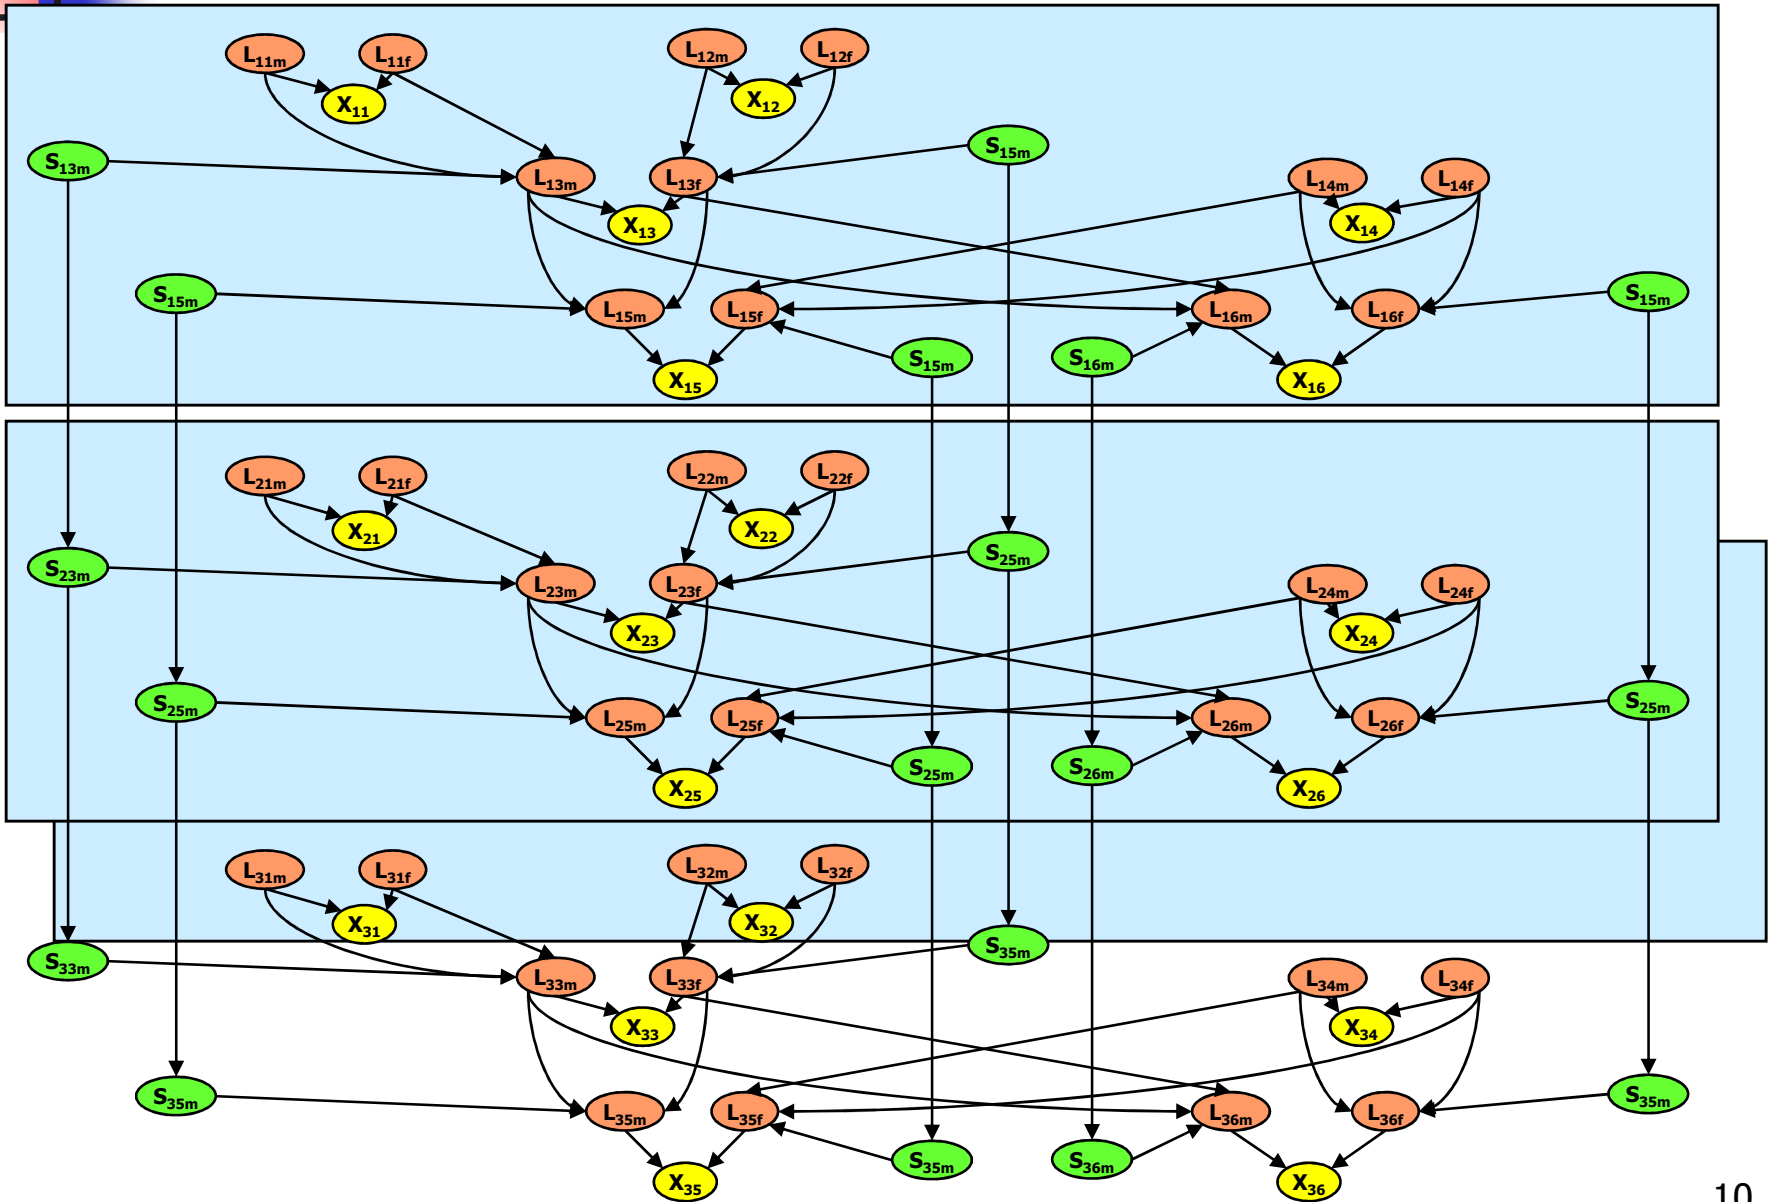 L11m L11f L12m L12f
X11 X12
S13m S15m
L13m L13f L14m L14f
X13 X14
S15m S15m
L15m L15f L16m L16f
S15m S16m
X15 X16
L21m L21f L22m L22f
X21 X22
S23m S25m
L23m L23f L24m L24f
X23 X24
S25m S25m
L25m L25f L26m L26f
S25m S26m
X25 X26
L31m L31f L32m L32f
X31 X32
S33m S35m
L33m L33f L34m L34f
X33 X34
S35m S35m
L35m L35f L36m L36f
S35m S36m
X35 X36
10